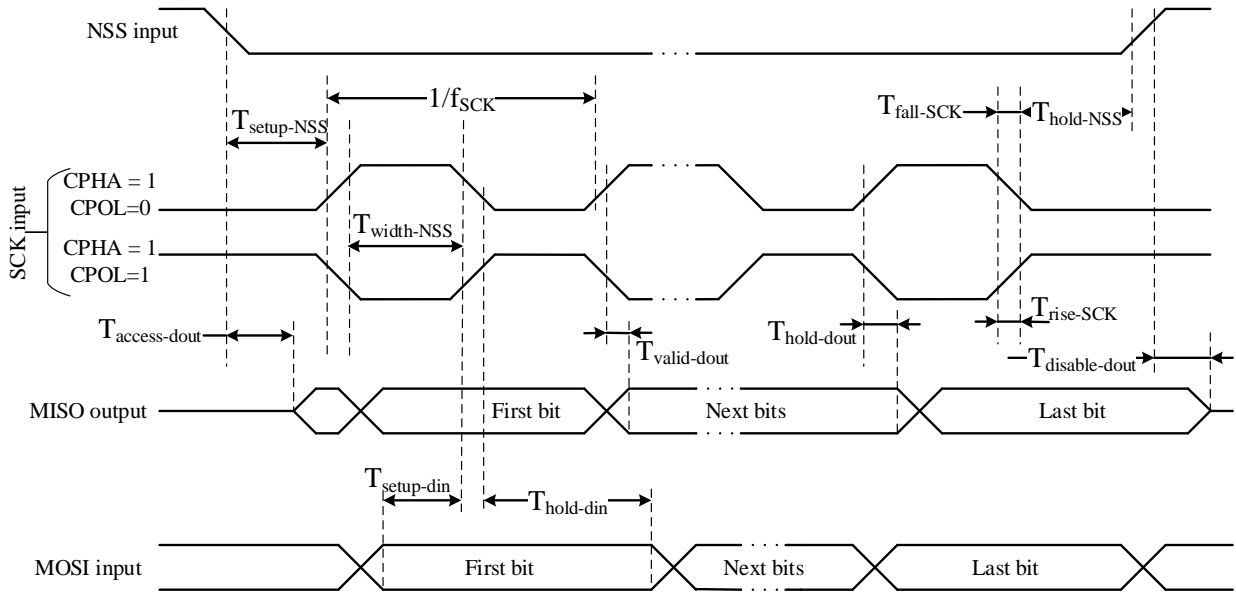 NSS input
1/fSCK
Tfall-SCK
Thold-NSS
Tsetup-NSS
SCK input
CPHA = 1
CPOL=0
Twidth-NSS
CPHA = 1
CPOL=1
Taccess-dout
Tvalid-dout
Thold-dout
Trise-SCK
Tdisable-dout
MISO output
First bit
Next bits
Last bit
Tsetup-din
Thold-din
MOSI input
First bit
Next bits
Last bit